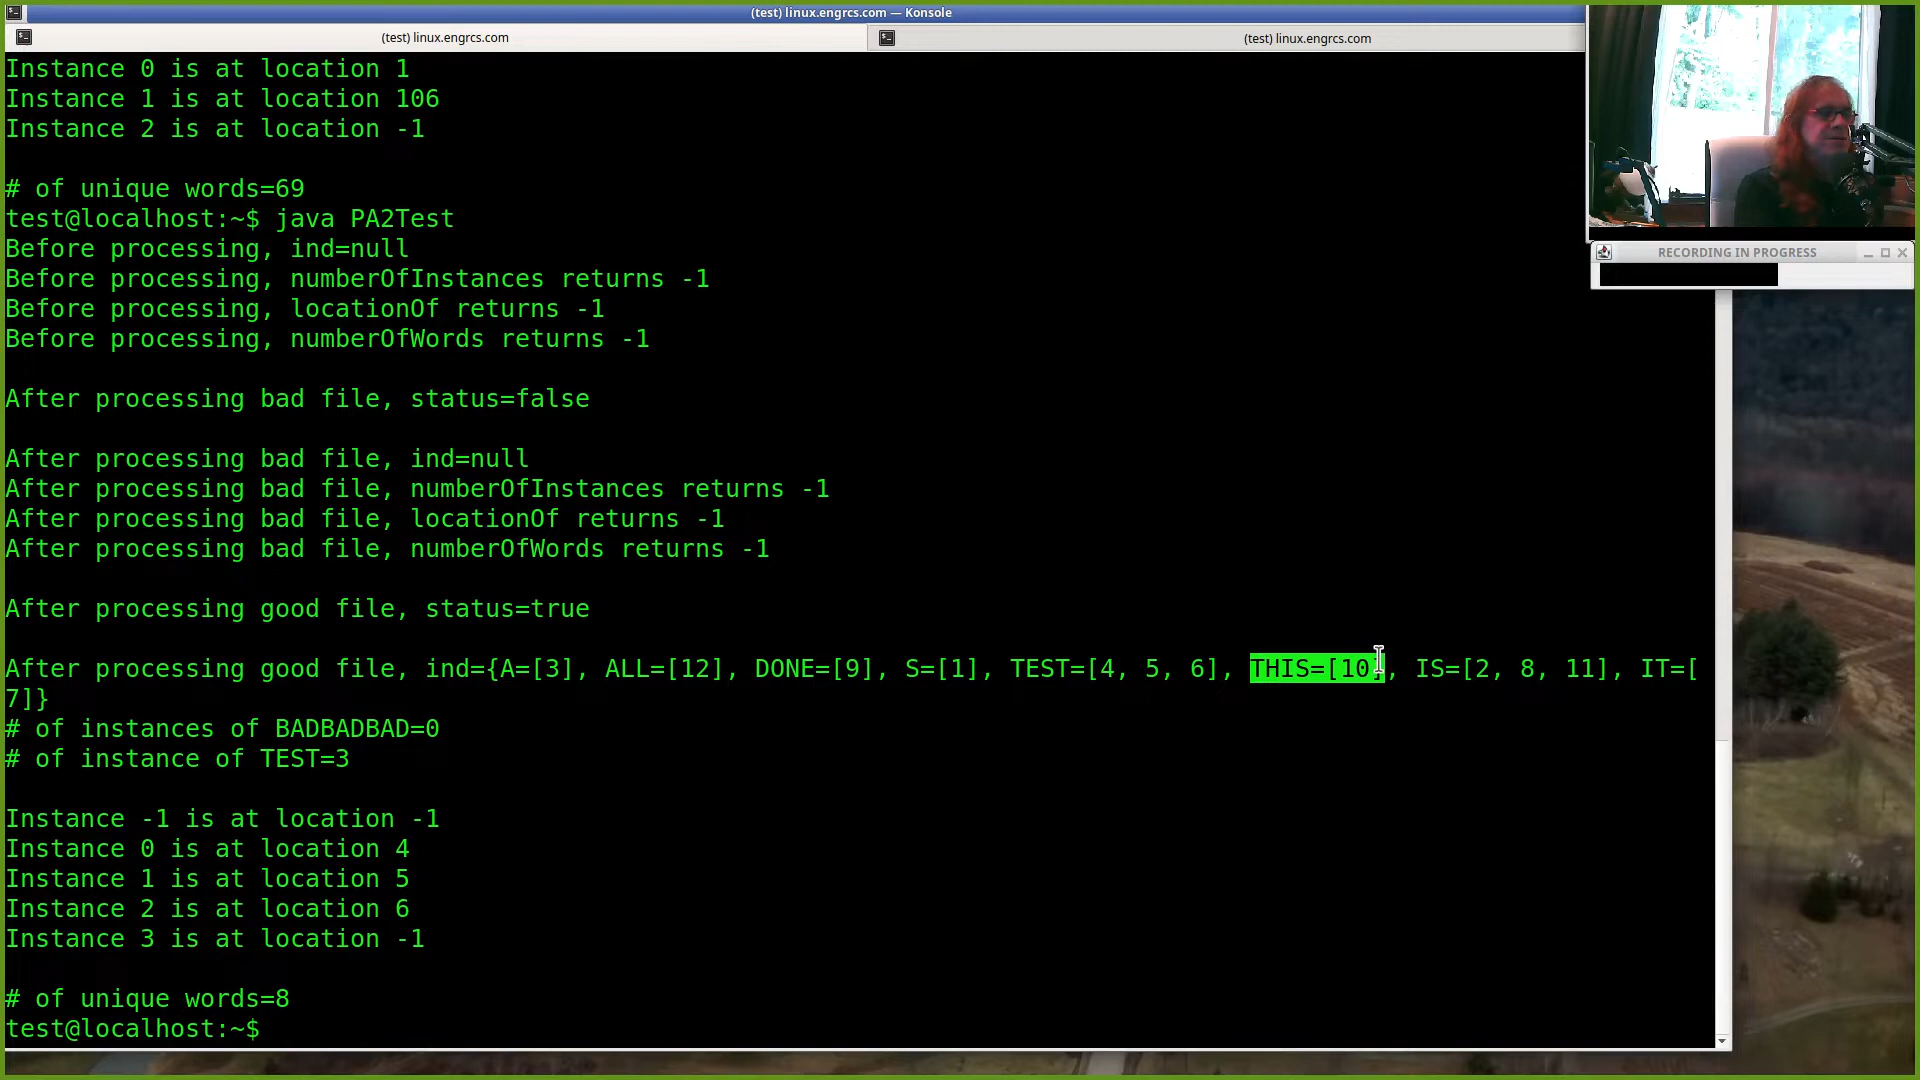 (test) linux.engrcs.com — Konsole
(test) linux.engrcs.com
(test) linux.engrcs.com
Instance 0 is at location 1
Instance 1 is at location 106
Instance 2 is at location -1
# of unique words=69
test@localhost:~$ java PA2Test
Before processing, ind=null
Before processing, numberOfInstances returns -1
Before processing, locationOf returns -1
Before processing, numberOfWords returns -1
After processing bad file, status=false
After processing bad file, ind=null
After processing bad file, numberOfInstances returns -1
After processing bad file, locationOf returns -1
After processing bad file, numberOfWords returns -1
After processing good file, status=true
After processing good file, ind={A=[3], ALL=[12], DONE=[9], S=[1], TEST=[4, 5, 6], THIS=[10], IS=[2, 8, 11], IT=[
7]}
# of instances of BADBADBAD=0
# of instance of TEST=3
Instance -1 is at location -1
Instance 0 is at location 4
Instance 1 is at location 5
Instance 2 is at location 6
Instance 3 is at location -1
# of unique words=8
test@localhost:~$
RECORDING IN PROGRESS